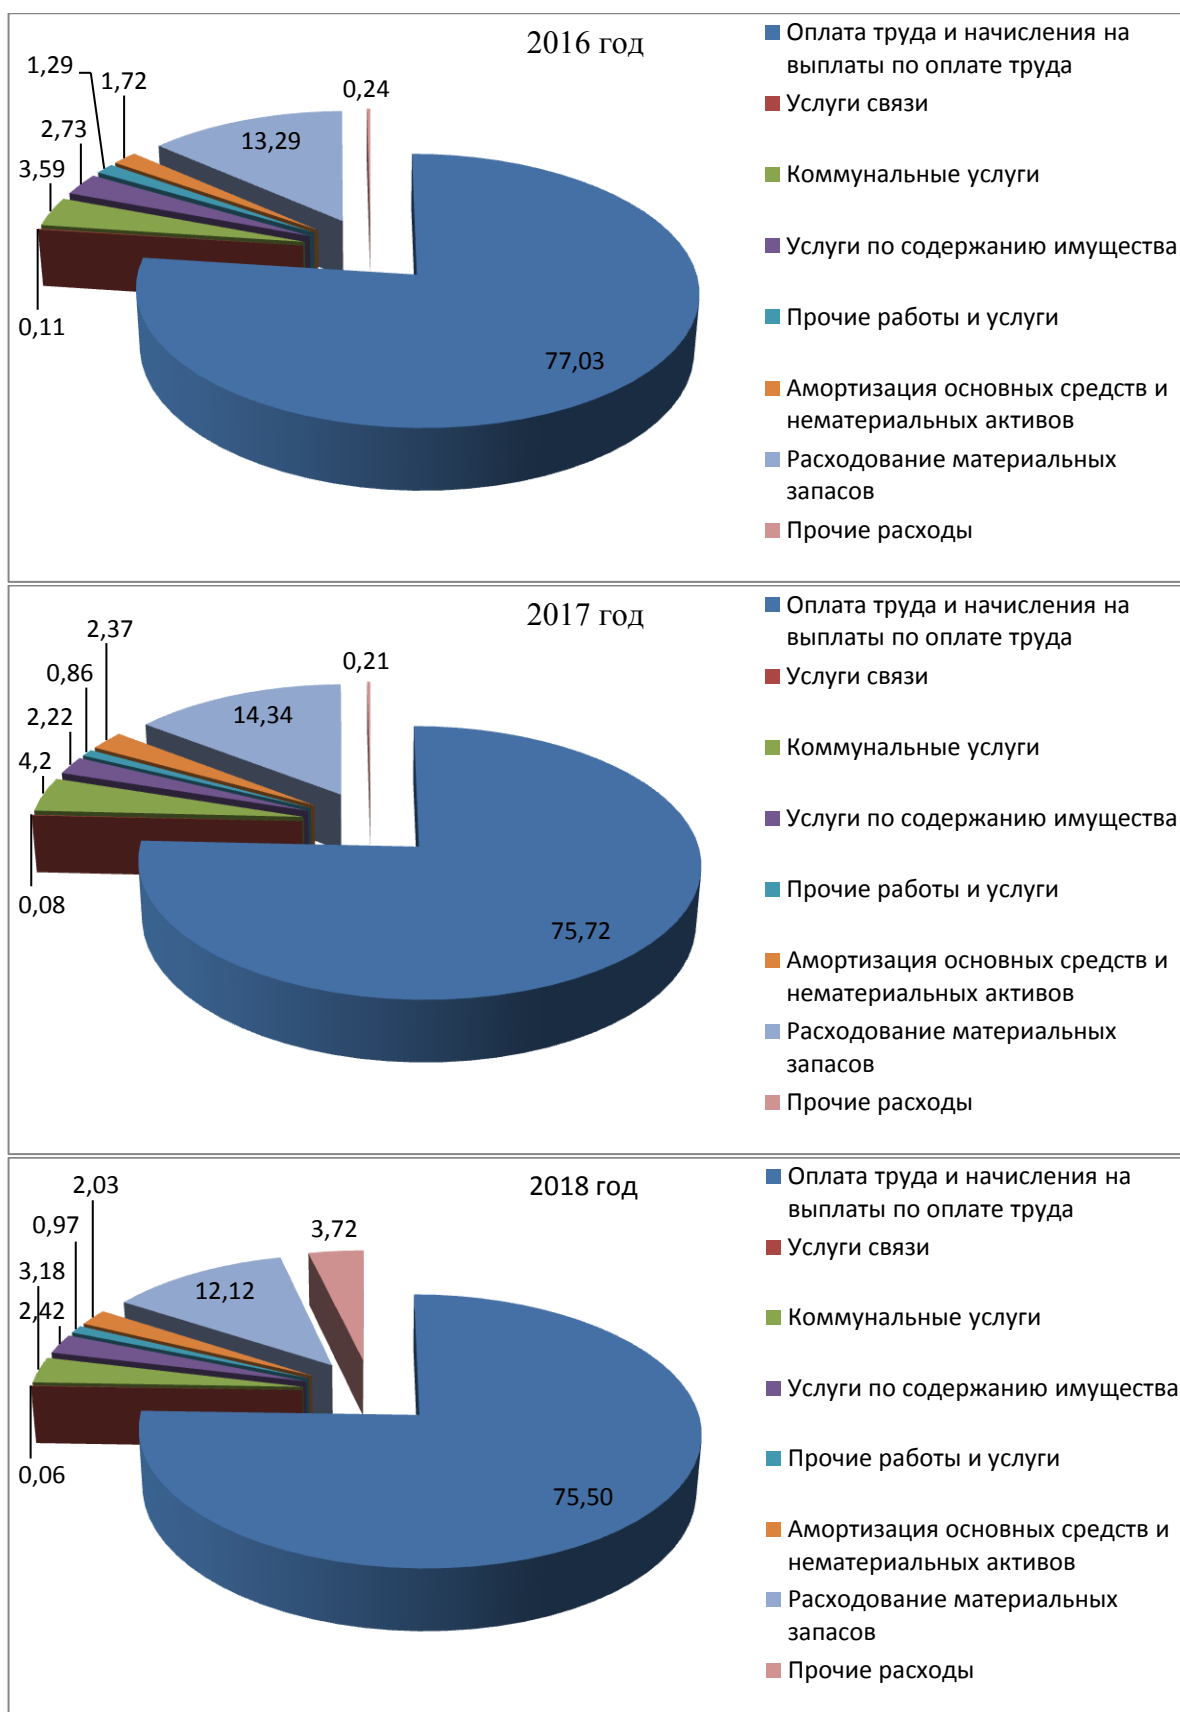 2016 год
1,29
1,72
0,24
2,73
13,29
3,59
0,11
77,03
Оплата труда и начисления на
выплаты по оплате труда
Услуги связи
Коммунальные услуги
Услуги по содержанию имущества
Прочие работы и услуги
Амортизация основных средств и
нематериальных активов
Расходование материальных
запасов
Прочие расходы
2017 год
2,37
0,86
0,21
2,22
14,34
4,2
0,08
75,72
Оплата труда и начисления на
выплаты по оплате труда
Услуги связи
Коммунальные услуги
Услуги по содержанию имущества
Прочие работы и услуги
Амортизация основных средств и
нематериальных активов
Расходование материальных
запасов
Прочие расходы
2018 год
2,03
0,97
3,72
3,18
12,12
2,42
0,06
75,50
Оплата труда и начисления на
выплаты по оплате труда
Услуги связи
Коммунальные услуги
Услуги по содержанию имущества
Прочие работы и услуги
Амортизация основных средств и
нематериальных активов
Расходование материальных
запасов
Прочие расходы